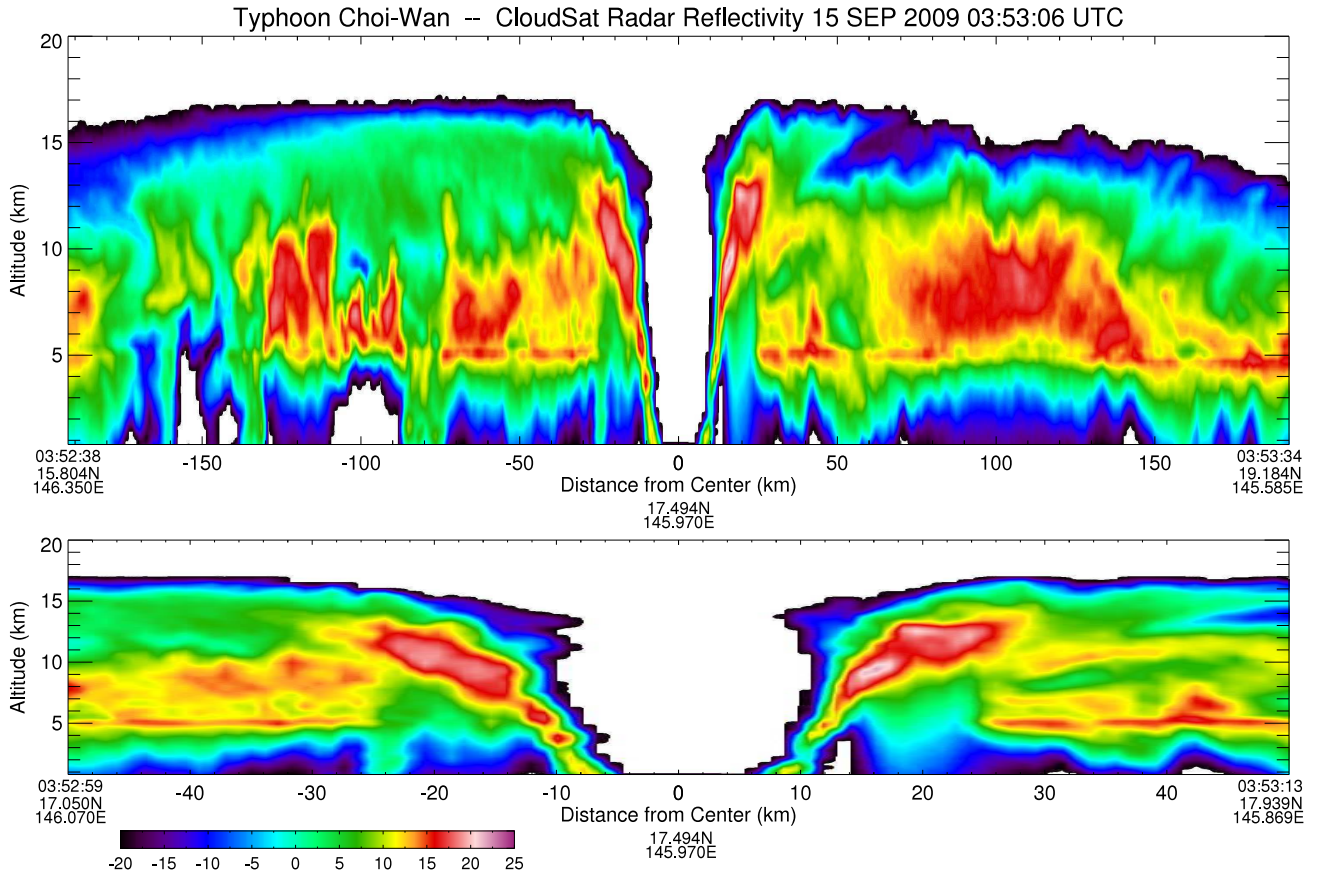 Typhoon Choi-Wan -- CloudSat Radar Reflectivity 15 SEP 2009 03:53:06 UTC
20
15
10
5
Altitude (km)
-150 -100 -50 0 50 100 150
03:52:38
15.804N
146.350E
Distance from Center (km)
17.494N
145.970E
03:53:34
19.184N
145.585E
20
15
10
5
Altitude (km)
-40 -30 -20 -10 0 10 20 30 40
03:52:59
17.050N
146.070E
Distance from Center (km)
17.494N
145.970E
03:53:13
17.939N
145.869E
-20 -15 -10 -5 0 5 10 15 20 25